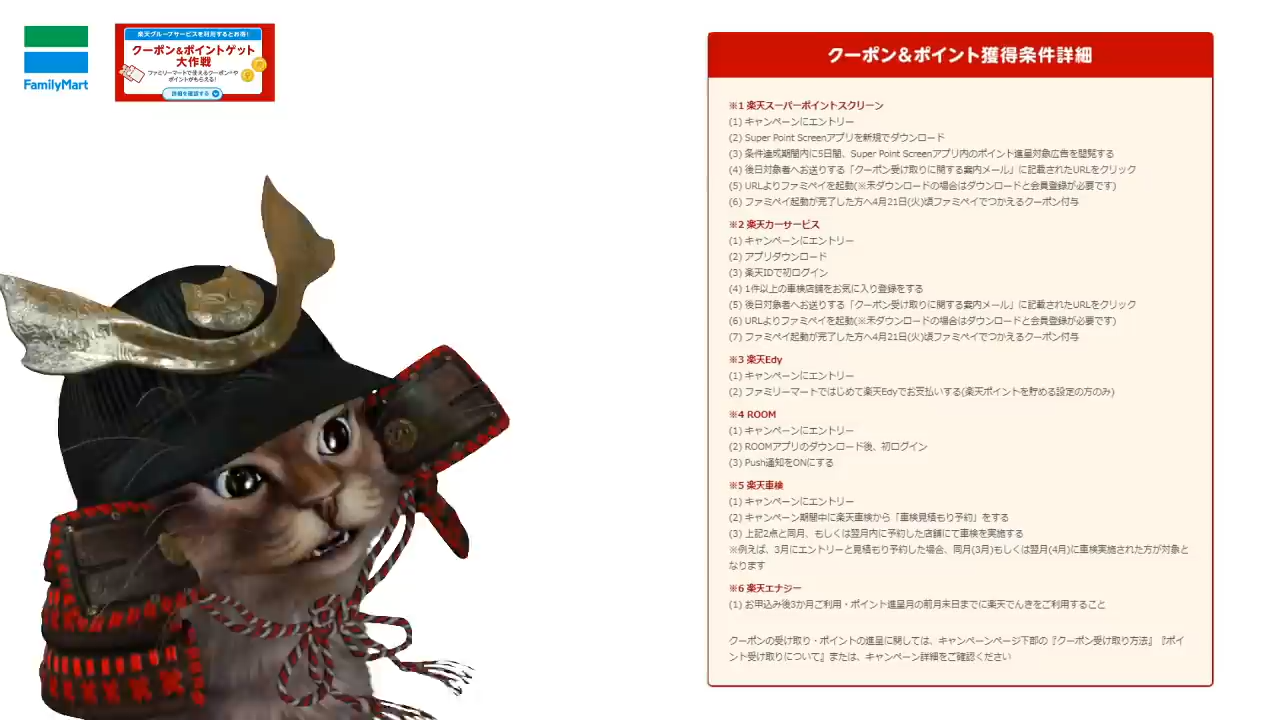 FamilyMart
楽天グループサービスを利用するとお得!
クーポン&ポイントゲット
大作戦
ファミリーマートで使えるクーポンや
ポイントがもらえる!
詳細を確認する
クーポン&ポイント獲得条件詳細
※1 楽天スーパーポイントスクリーン
(1) キャンペーンにエントリー
(2) Super Point Screenアプリを新規でダウンロード
(3) 条件達成期間内に5日間、Super Point Screenアプリ内のポイント進呈対象広告を閲覧する
(4) 後日対象者へお送りする「クーポン受け取りに関する案内メール」に記載されたURLをクリック
(5) URLよりファミペイを起動(※未ダウンロードの場合はダウンロードと会員登録が必要です)
(6) ファミペイ起動が完了した方へ4月21日(火)頃ファミペイでつかえるクーポン付与
※2 楽天カーサービス
(1) キャンペーンにエントリー
(2) アプリダウンロード
(3) 楽天IDで初ログイン
(4) 1件以上の車検店舗をお気に入り登録をする
(5) 後日対象者へお送りする「クーポン受け取りに関する案内メール」に記載されたURLをクリック
(6) URLよりファミペイを起動(※未ダウンロードの場合はダウンロードと会員登録が必要です)
(7) ファミペイ起動が完了した方へ4月21日(火)頃ファミペイでつかえるクーポン付与
※3 楽天Edy
(1) キャンペーンにエントリー
(2) ファミリーマートではじめて楽天Edyでお支払いする(楽天ポイントを貯める設定の方のみ)
※4 ROOM
(1) キャンペーンにエントリー
(2) ROOMアプリのダウンロード後、初ログイン
(3) Push通知をONにする
※5 楽天車検
(1) キャンペーンにエントリー
(2) キャンペーン期間中に楽天車検から「車検見積もり予約」をする
(3) 上記2点と同月、もしくは翌月内に予約した店舗にて車検を実施する
※例えば、3月にエントリーと見積もり予約した場合、同月(3月)もしくは翌月(4月)に車検実施された方が対象と
なります
※6 楽天エナジー
(1) お申込み後3か月ご利用・ポイント進呈月の前月末日までに楽天でんきをご利用すること
クーポンの受け取り・ポイントの進呈に関しては、キャンペーンページ下部の『クーポン受け取り方法』『ポイ
ント受け取りについて』または、キャンペーン詳細をご確認ください